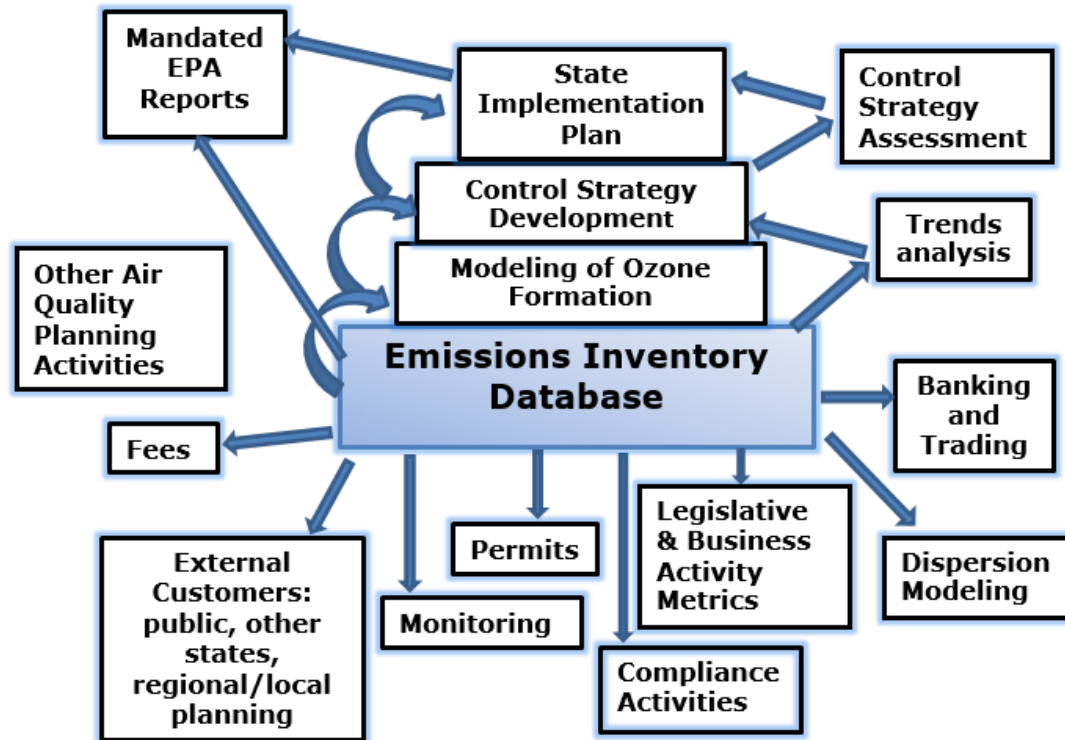 Mandated
EPA
Reports
State
Implementation
Plan
Control
Strategy
Assessment
Control Strategy
Development
Trends
analysis
Other Air
Quality
Planning
Activities
Modeling of Ozone
Formation
Emissions Inventory
Database
Banking
and
Trading
Fees
External
Customers:
public, other
states,
regional/local
planning
Monitoring
Permits
Compliance
Activities
Legislative
& Business
Activity
Metrics
Dispersion
Modeling